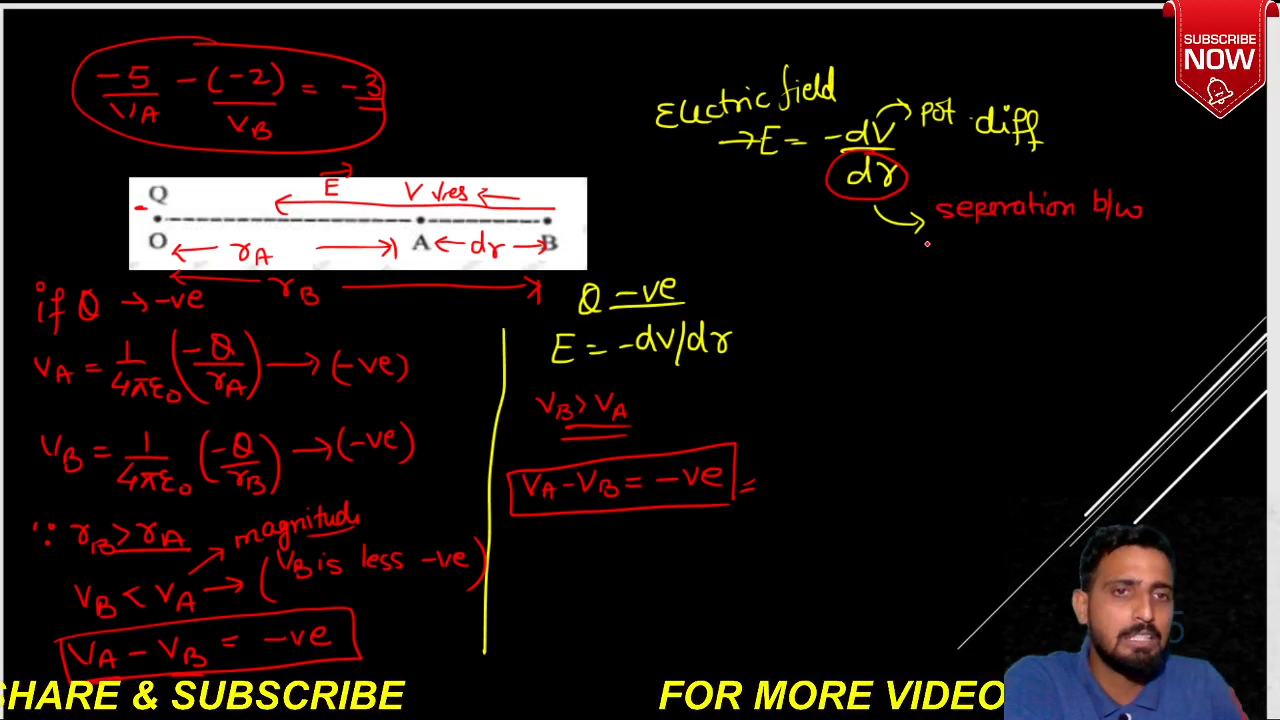 SUBSCRIBE
NOW
-5/VA - (-2)/VB = -3
Electric field
→ E = -dV/dr → pot. diff
→ seperation b/w
Q E V ↓res ←
-
O ← rA → A ← dr → B
← rB →
if Q → -ve
VA = 1/4πε0 (-Q/rA) → (-ve)
VB = 1/4πε0 (-Q/rB) → (-ve)
∵ rB > rA → magnitude
VB < VA → (VB is less -ve)
VA - VB = -ve
Q -ve
E = -dV/dr
VB > VA
VA - VB = -ve =
SHARE & SUBSCRIBE
FOR MORE VIDEO